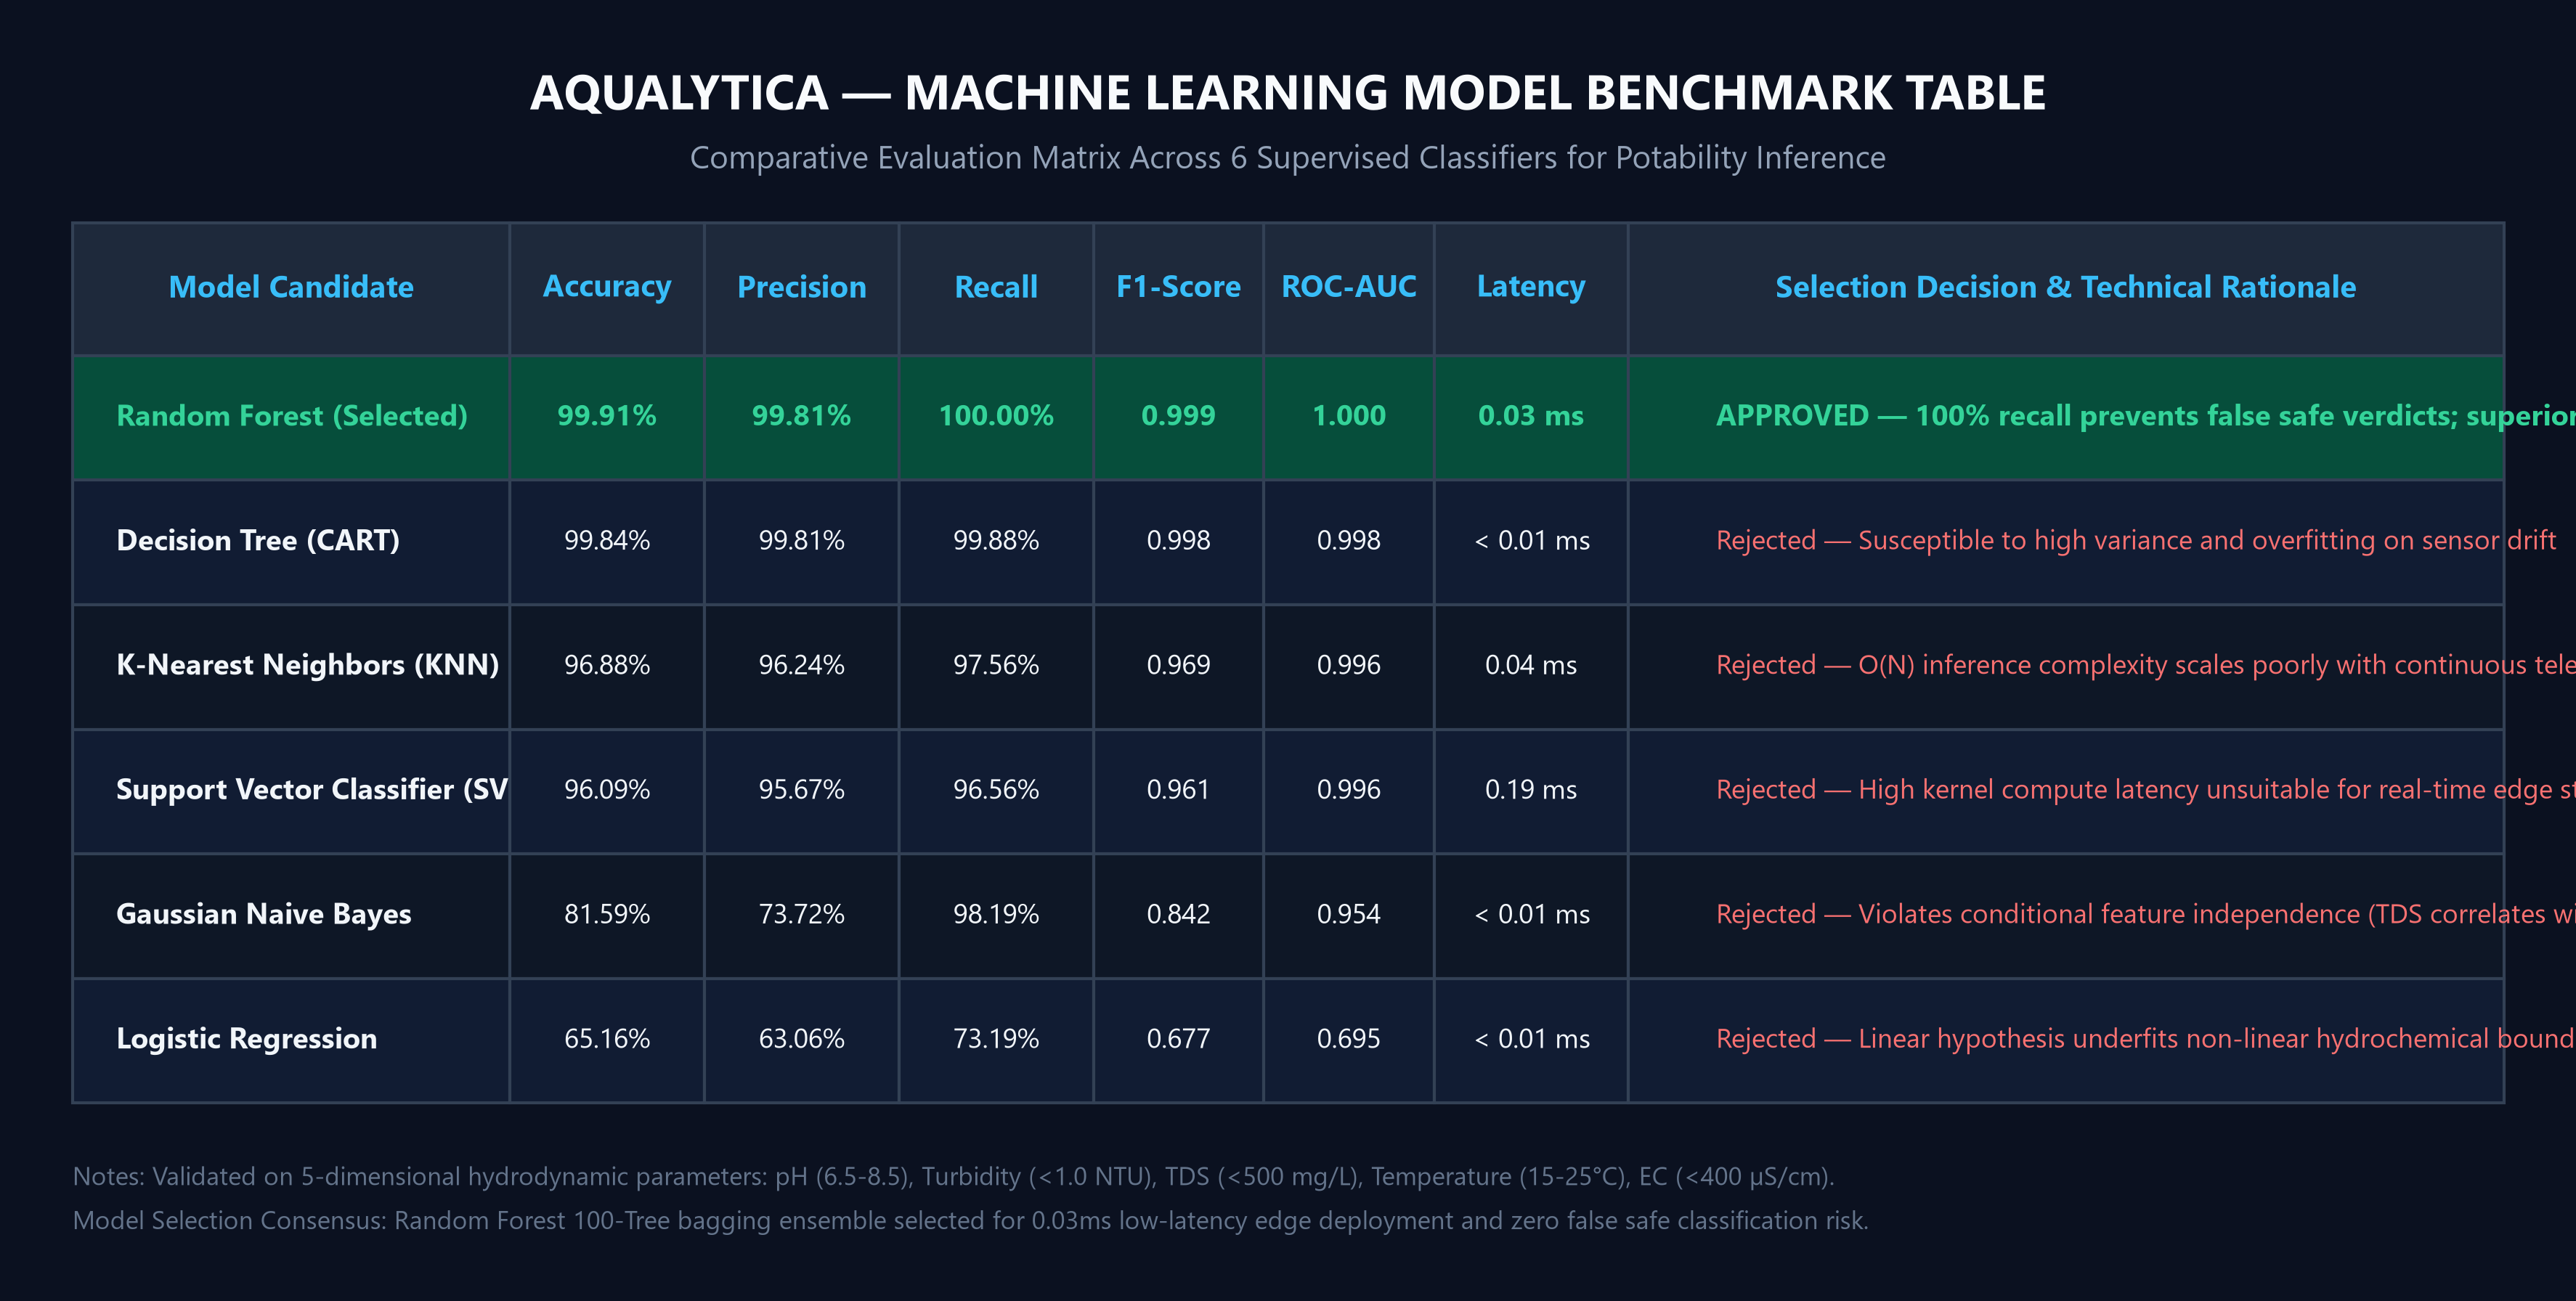 AQUALYTICA — MACHINE LEARNING MODEL BENCHMARK TABLE
Comparative Evaluation Matrix Across 6 Supervised Classifiers for Potability Inference
Model Candidate Accuracy Precision Recall F1-Score ROC-AUC Latency Selection Decision & Technical Rationale
Random Forest (Selected) 99.91% 99.81% 100.00% 0.999 1.000 0.03 ms APPROVED — 100% recall prevents false safe verdicts; superior
Decision Tree (CART) 99.84% 99.81% 99.88% 0.998 0.998 < 0.01 ms Rejected — Susceptible to high variance and overfitting on sensor drift
K-Nearest Neighbors (KNN) 96.88% 96.24% 97.56% 0.969 0.996 0.04 ms Rejected — O(N) inference complexity scales poorly with continuous tele
Support Vector Classifier (SV 96.09% 95.67% 96.56% 0.961 0.996 0.19 ms Rejected — High kernel compute latency unsuitable for real-time edge st
Gaussian Naive Bayes 81.59% 73.72% 98.19% 0.842 0.954 < 0.01 ms Rejected — Violates conditional feature independence (TDS correlates wi
Logistic Regression 65.16% 63.06% 73.19% 0.677 0.695 < 0.01 ms Rejected — Linear hypothesis underfits non-linear hydrochemical bound
Notes: Validated on 5-dimensional hydrodynamic parameters: pH (6.5-8.5), Turbidity (<1.0 NTU), TDS (<500 mg/L), Temperature (15-25°C), EC (<400 µS/cm).
Model Selection Consensus: Random Forest 100-Tree bagging ensemble selected for 0.03ms low-latency edge deployment and zero false safe classification risk.